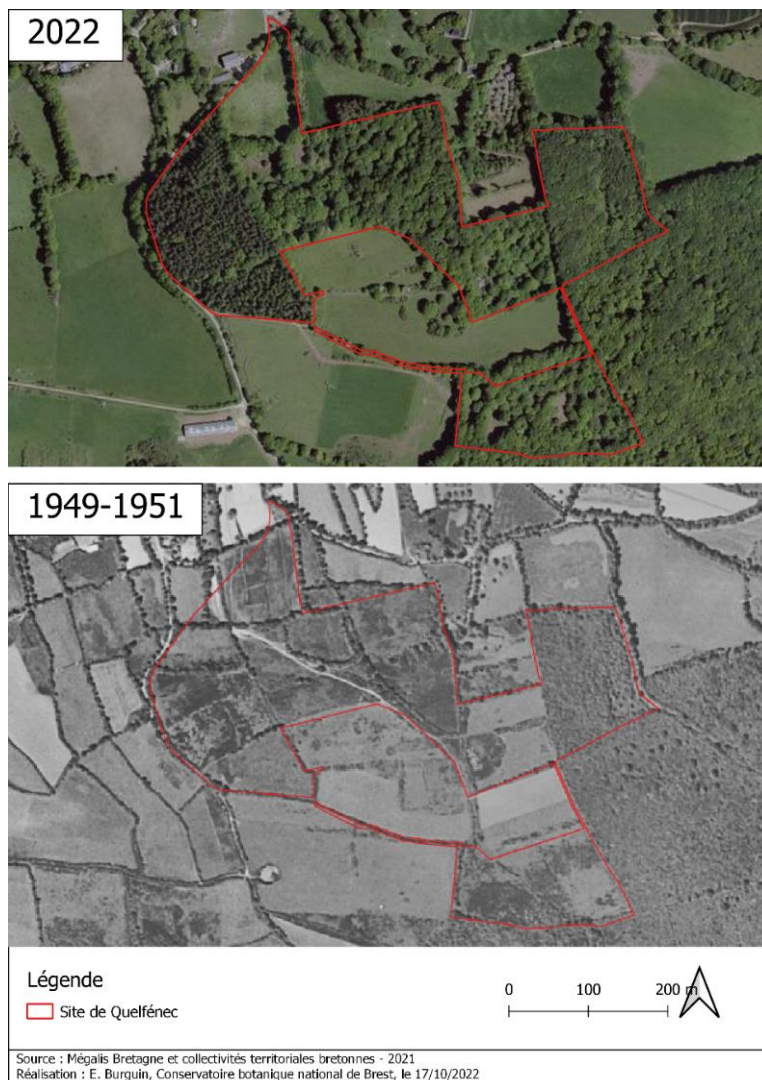 2022
1949-1951
Légende
Site de Quelfénec
0 100 200 m
Source : Mégalis Bretagne et collectivités territoriales bretonnes - 2021
Réalisation : E. Burguin, Conservatoire botanique national de Brest, le 17/10/2022